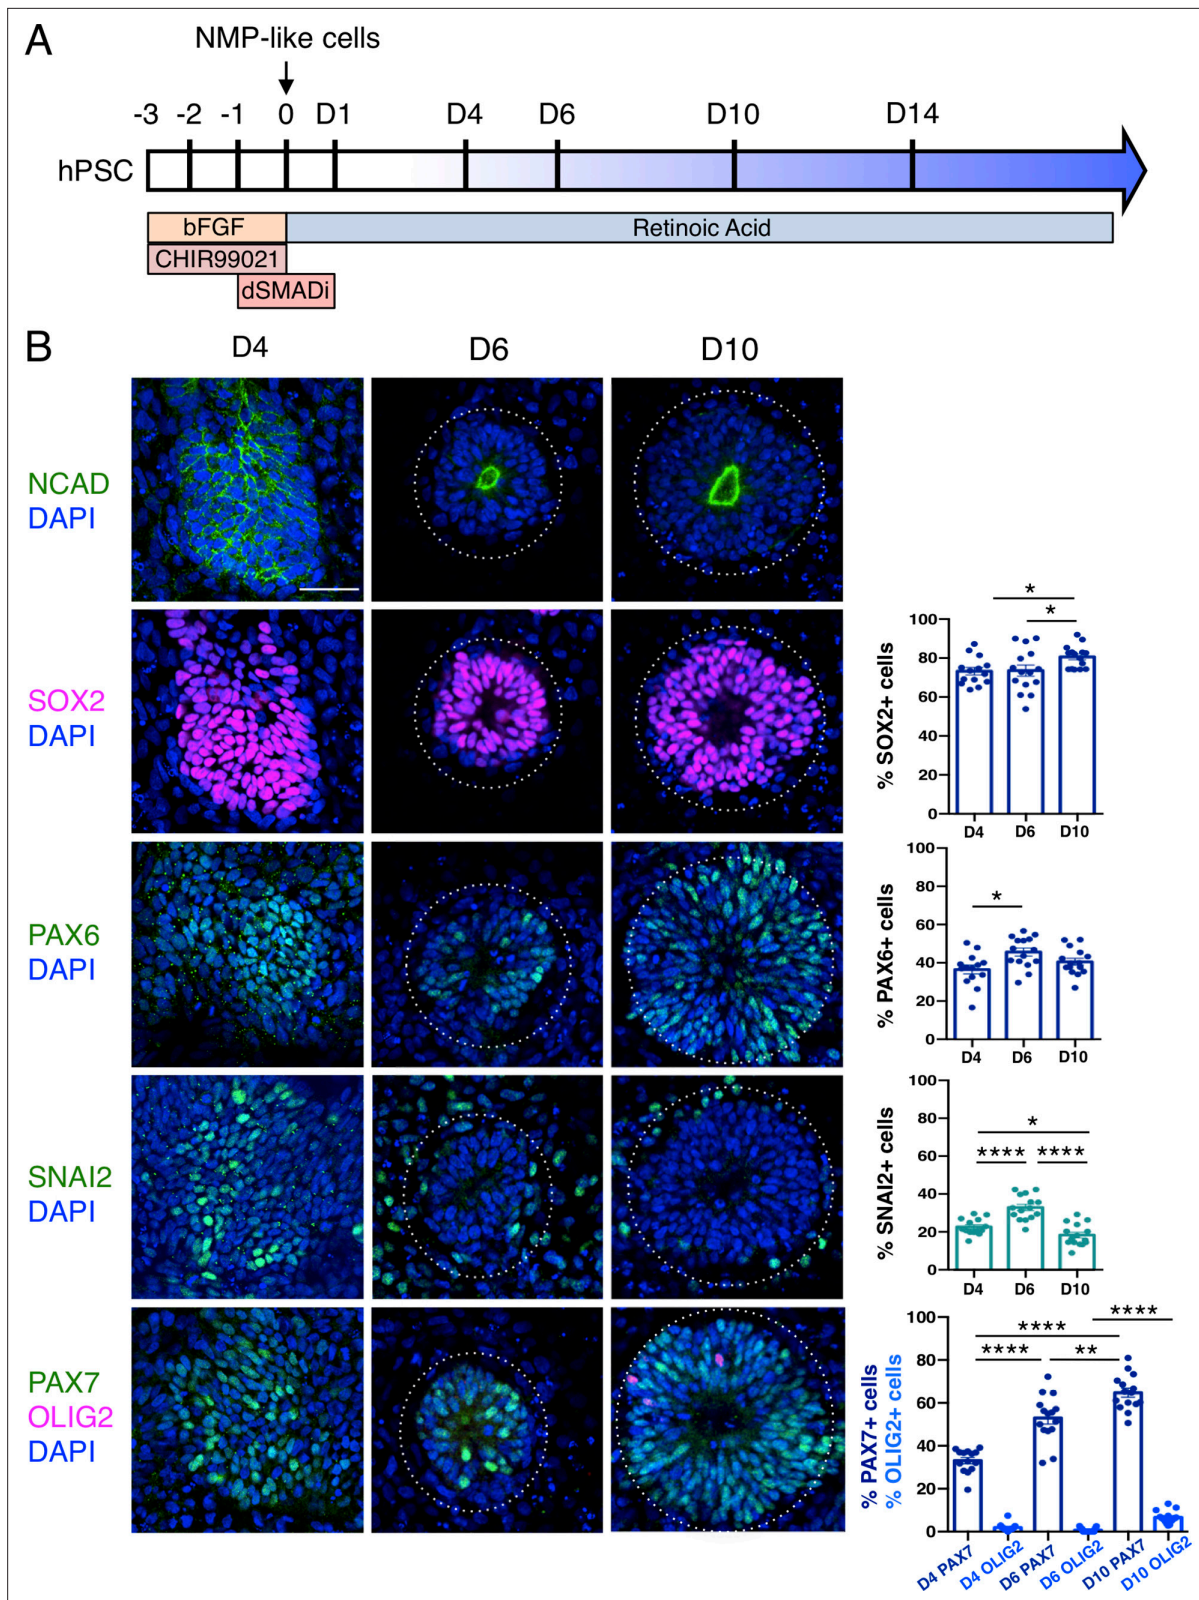 A
NMP-like cells
-3 -2 -1 0 D1 D4 D6 D10 D14
hPSC
bFGF
Retinoic Acid
CHIR99021
dSMADi
B
D4 D6 D10
NCAD
DAPI
SOX2
DAPI
*
*
% SOX2+ cells
100
80
60
40
20
0
D4 D6 D10
PAX6
DAPI
*
% PAX6+ cells
100
80
60
40
20
0
D4 D6 D10
SNAI2
DAPI
*
**** ****
% SNAI2+ cells
100
80
60
40
20
0
D4 D6 D10
PAX7
OLIG2
DAPI
****
****
**** **
% PAX7+ cells
% OLIG2+ cells
100
80
60
40
20
0
D4 PAX7
D4 OLIG2
D6 PAX7
D6 OLIG2
D10 PAX7
D10 OLIG2